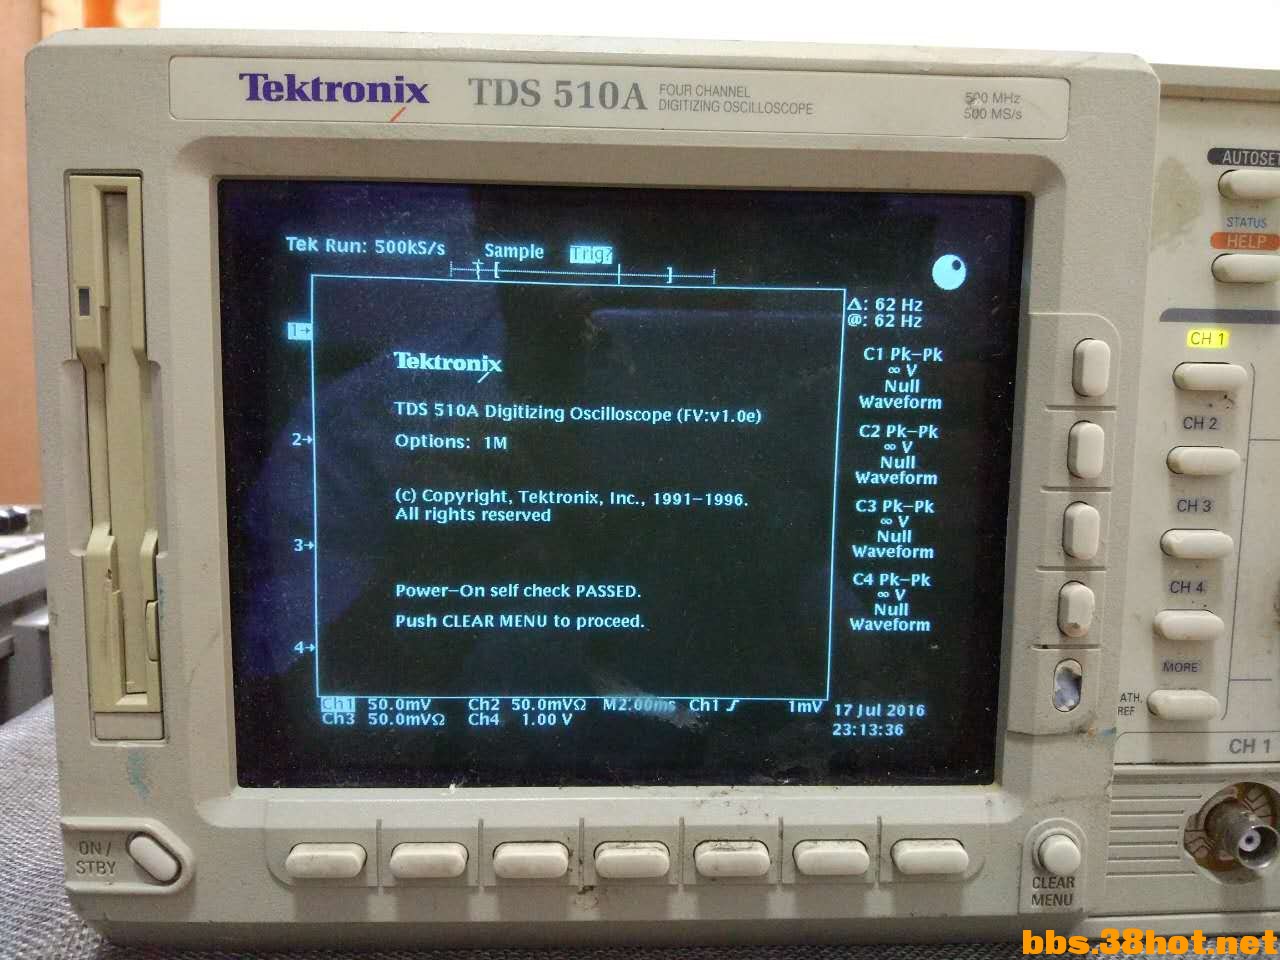 Tektronix TDS 510A FOUR CHANNEL
DIGITIZING OSCILLOSCOPE
500 MHz
500 MS/s
AUTOSET
STATUS
HELP
Tek Run: 500kS/s Sample Trig?
Δ: 62 Hz
@: 62 Hz
CH 1
1→
C1 Pk-Pk
∞ V
Null
Waveform
Tektronix
TDS 510A Digitizing Oscilloscope (FV:v1.0e)
Options: 1M
2→
C2 Pk-Pk
∞ V
Null
Waveform
CH 2
(c) Copyright, Tektronix, Inc., 1991-1996.
All rights reserved
C3 Pk-Pk
∞ V
Null
Waveform
CH 3
3→
Power-On self check PASSED.
Push CLEAR MENU to proceed.
C4 Pk-Pk
∞ V
Null
Waveform
CH 4
4→
MORE
Ch1 50.0mV Ch2 50.0mVΩ M2.00ms Ch1 1mV
Ch3 50.0mVΩ Ch4 1.00 V
17 Jul 2016
23:13:36
REF
CH 1
ON /
STBY
CLEAR
MENU
bbs.38hot.net